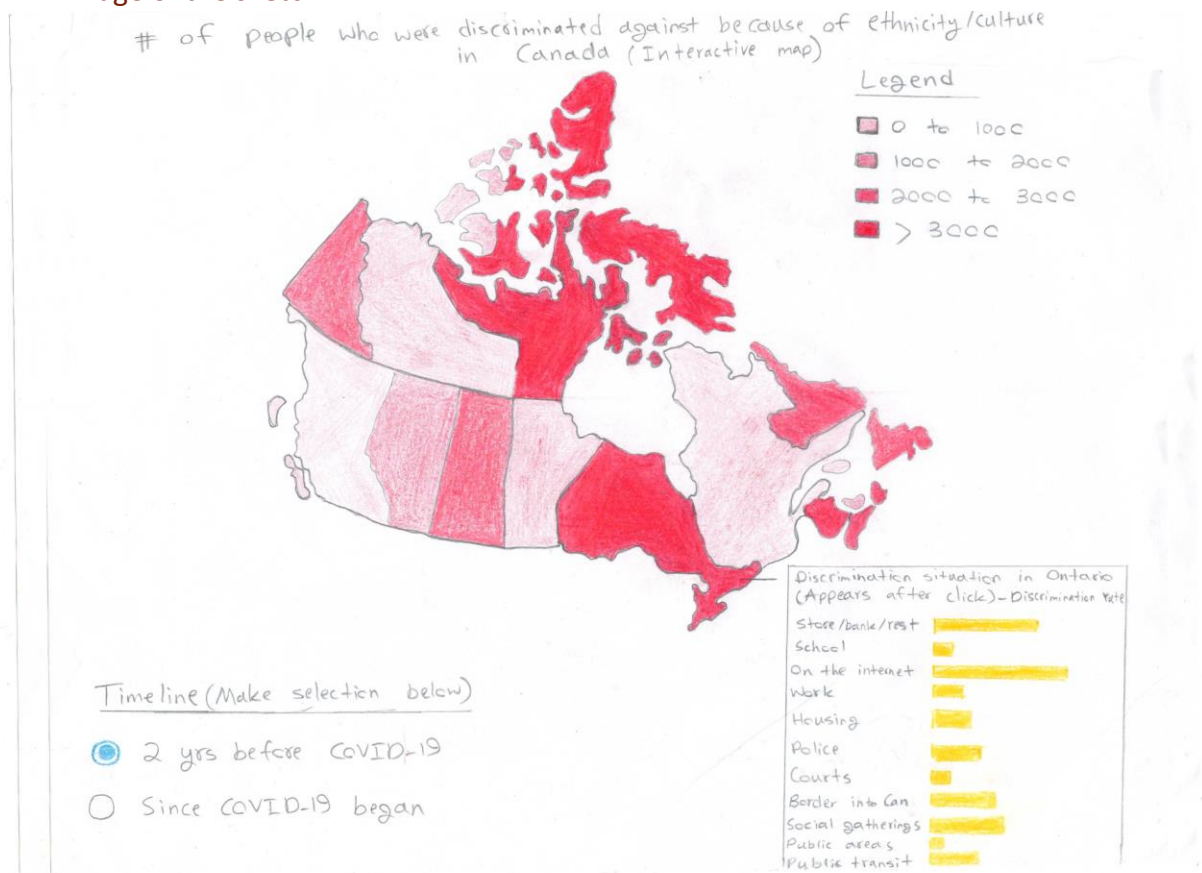 # of people who were discriminated against because of ethnicity/culture
in Canada (Interactive map)
Legend
0 to 1000
1000 to 2000
2000 to 3000
> 3000
Discrimination situation in Ontario
(Appears after click) - Discrimination rate
Store/bank/rest
School
On the internet
Work
Housing
Police
Courts
Border into Can
Social gatherings
Public areas
Public transit
Timeline (Make selection below)
2 yrs before COVID-19
Since COVID-19 began